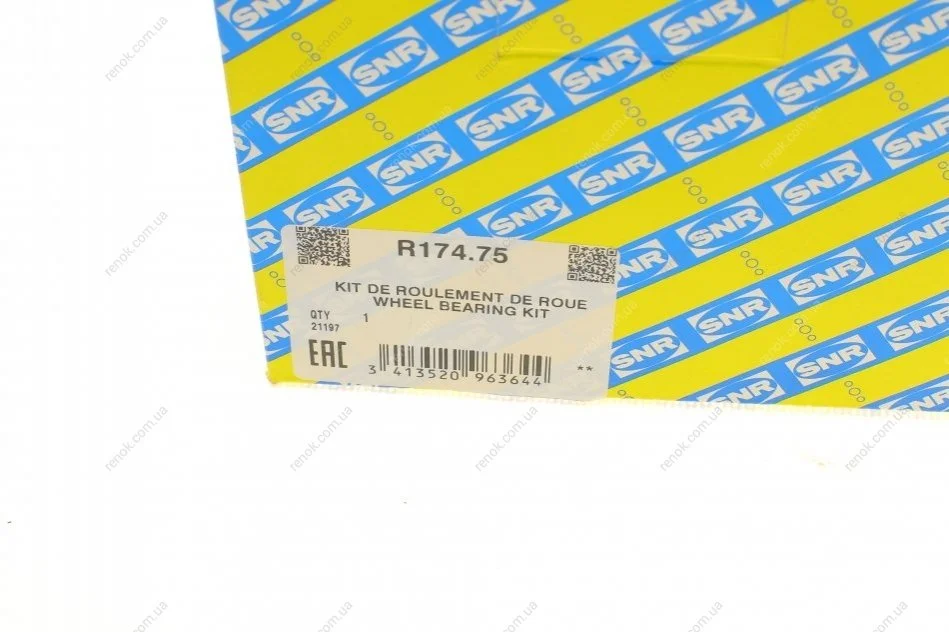 SNR
R174.75
KIT DE ROULEMENT DE ROUE
WHEEL BEARING KIT
QTY 1
21197
EAC
3 413520 963644 **
renok.com.ua